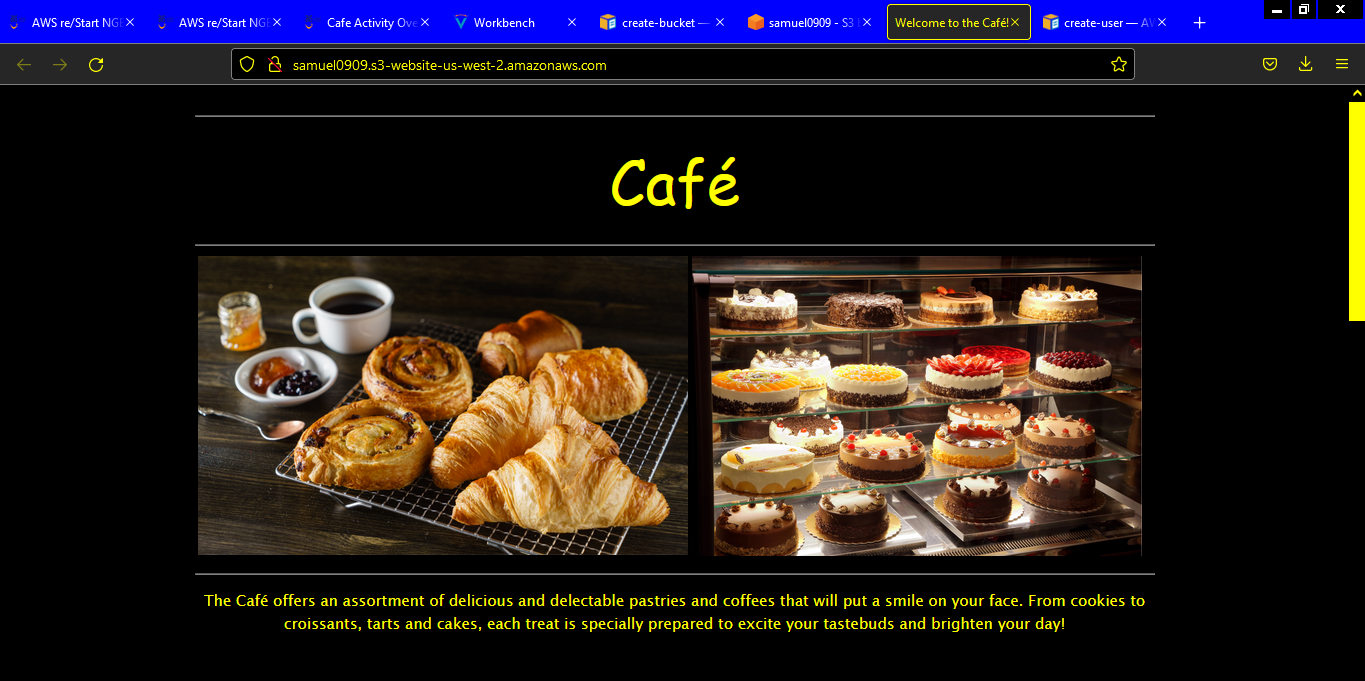 AWS re/Start NGE
AWS re/Start NGE
Cafe Activity Ove
Workbench
create-bucket —
samuel0909 - S3
Welcome to the Café!
create-user — AW
samuel0909.s3-website-us-west-2.amazonaws.com
Café
The Café offers an assortment of delicious and delectable pastries and coffees that will put a smile on your face. From cookies to
croissants, tarts and cakes, each treat is specially prepared to excite your tastebuds and brighten your day!